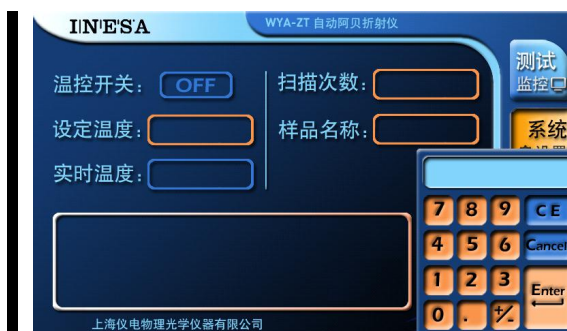 INESA
WYA-ZT 自动阿贝折射仪
测试
监控
温控开关： OFF
扫描次数：
设定温度：
样品名称：
系统
实时温度：
7 8 9 CE
4 5 6 Cancel
1 2 3 Enter
0 . +/-
上海仪电物理光学仪器有限公司